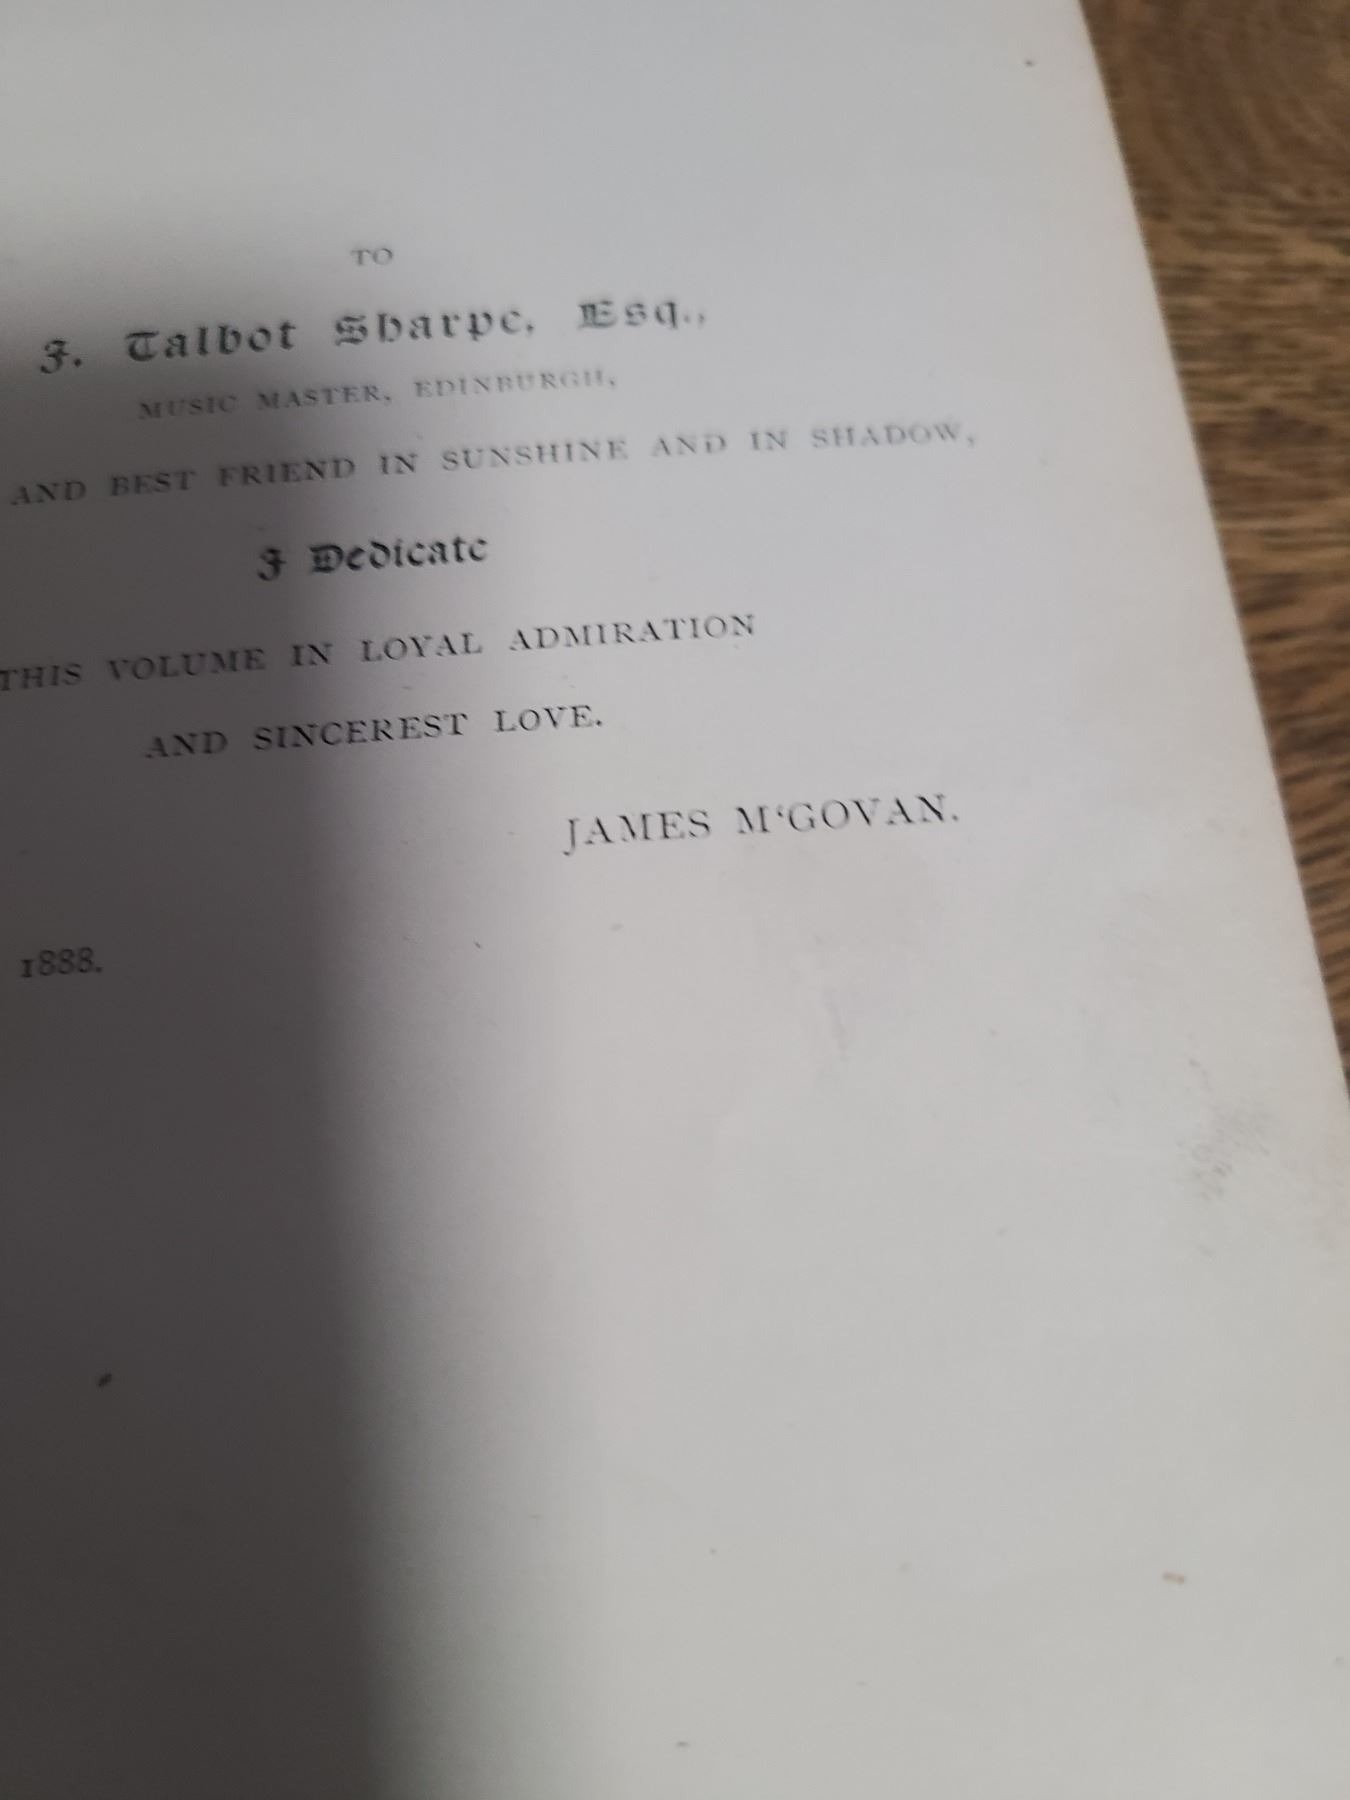 TO
J. Talbot Sharpe, Esq.,
MUSIC MASTER, EDINBURGH,
AND BEST FRIEND IN SUNSHINE AND IN SHADOW,
I Dedicate
THIS VOLUME IN LOYAL ADMIRATION
AND SINCEREST LOVE.
JAMES M‘GOVAN.
1888.